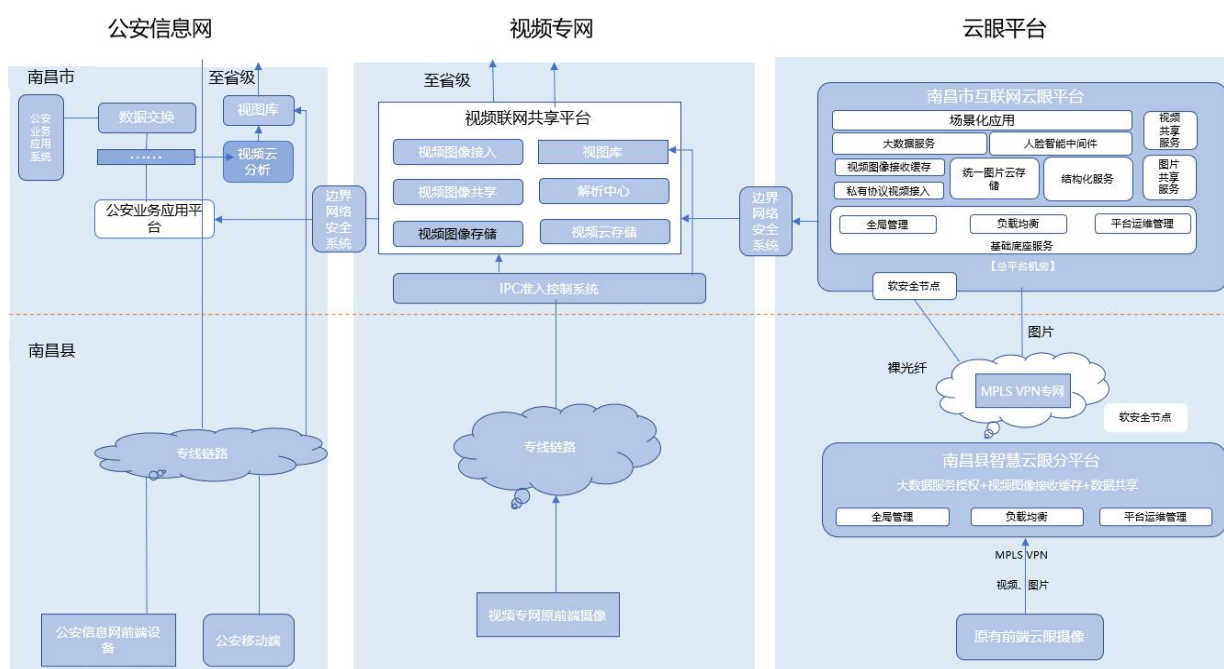 公安信息网
视频专网
云眼平台
南昌市
至省级
公安
业务
应用
系统
数据交换
视图库
……
视频云
分析
公安业务应用平
台
边界
网络
安全
系统
至省级
视频联网共享平台
视频图像接入
视图库
视频图像共享
解析中心
视频图像存储
视频云存储
IPC准入控制系统
边界
网络
安全
系统
南昌市互联网云眼平台
场景化应用
大数据服务
人脸智能中间件
视频
共享
服务
视频图像接收缓存
私有协议视频接入
统一图片云存
储
结构化服务
图片
共享
服务
全局管理
负载均衡
平台运维管理
基础底座服务
【总平台机房】
软安全节点
图片
南昌县
裸光纤
MPLS VPN专网
软安全节点
专线链路
专线链路
南昌县智慧云眼分平台
大数据服务授权+视频图像接收缓存+数据共享
全局管理
负载均衡
平台运维管理
MPLS VPN
视频、图片
公安信息网前端设
备
公安移动端
视频专网原前端摄像
原有前端云眼摄像